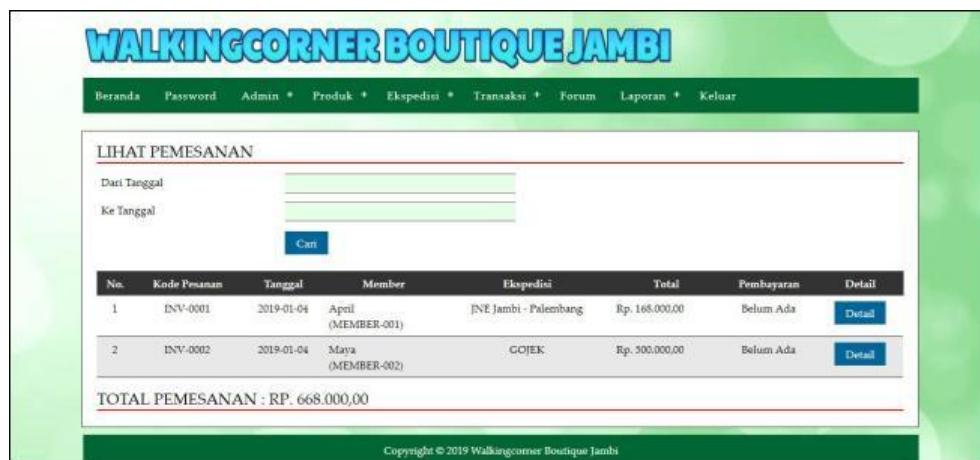 WALKINGCORNER BOUTIQUE JAMBI
Beranda Password Admin + Produk + Ekspedisi + Transaksi + Forum Laporan + Keluar
LIHAT PEMESANAN
Dari Tanggal
Ke Tanggal
Cari
No. Kode Pesanan Tanggal Member Ekspedisi Total Pembayaran Detail
1 INV-0001 2019-01-04 April (MEMBER-001) JNE Jambi - Palembang Rp. 168.000,00 Belum Ada Detail
2 INV-0002 2019-01-04 Maya (MEMBER-002) GOJEK Rp. 500.000,00 Belum Ada Detail
TOTAL PEMESANAN : RP. 668.000,00
Copyright © 2019 Walkingcorner Boutique Jambi